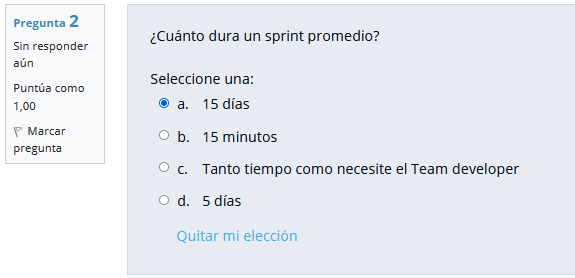 Pregunta 2
Sin responder
aún
Puntúa como
1,00
Marcar
pregunta
¿Cuánto dura un sprint promedio?
Seleccione una:
a. 15 días
b. 15 minutos
c. Tanto tiempo como necesite el Team developer
d. 5 días
Quitar mi elección